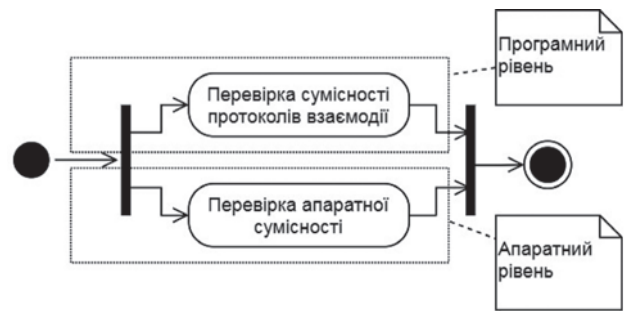 Програмний
рівень
Перевірка сумісності
протоколів взаємодії
Перевірка апаратної
сумісності
Апаратний
рівень